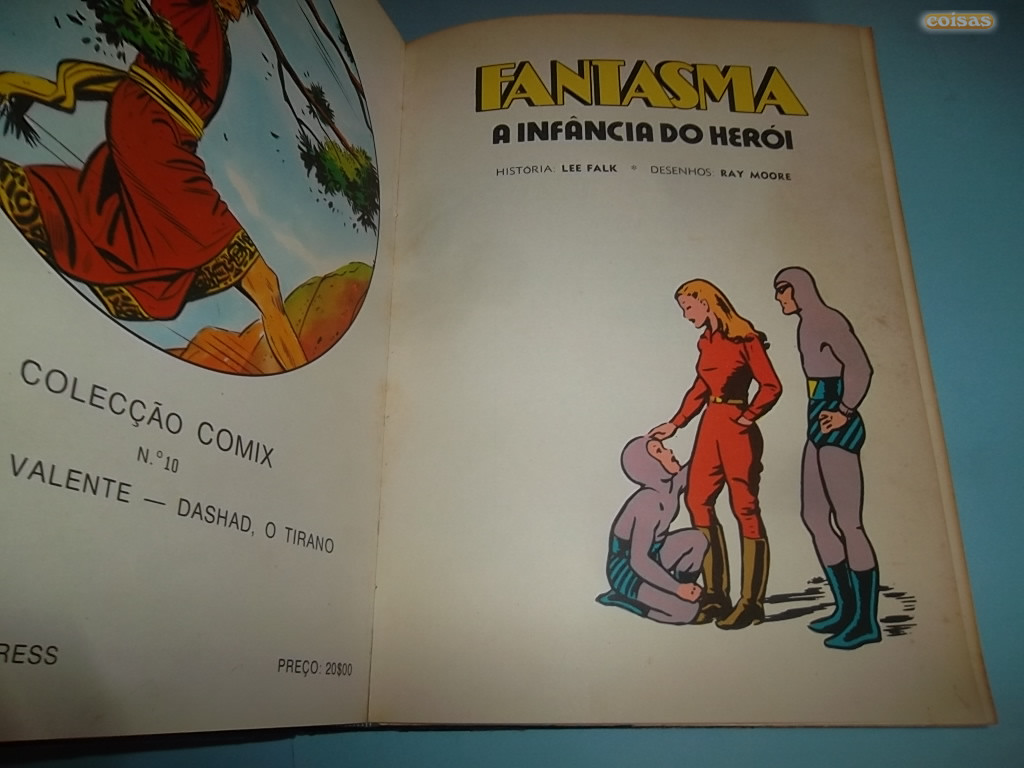 coisas
COLECÇÃO COMIX
N.º 10
VALENTE — DASHAD, O TIRANO
RESS
PREÇO: 20$00
FANTASMA
A INFÂNCIA DO HERÓI
HISTÓRIA: LEE FALK * DESENHOS: RAY MOORE